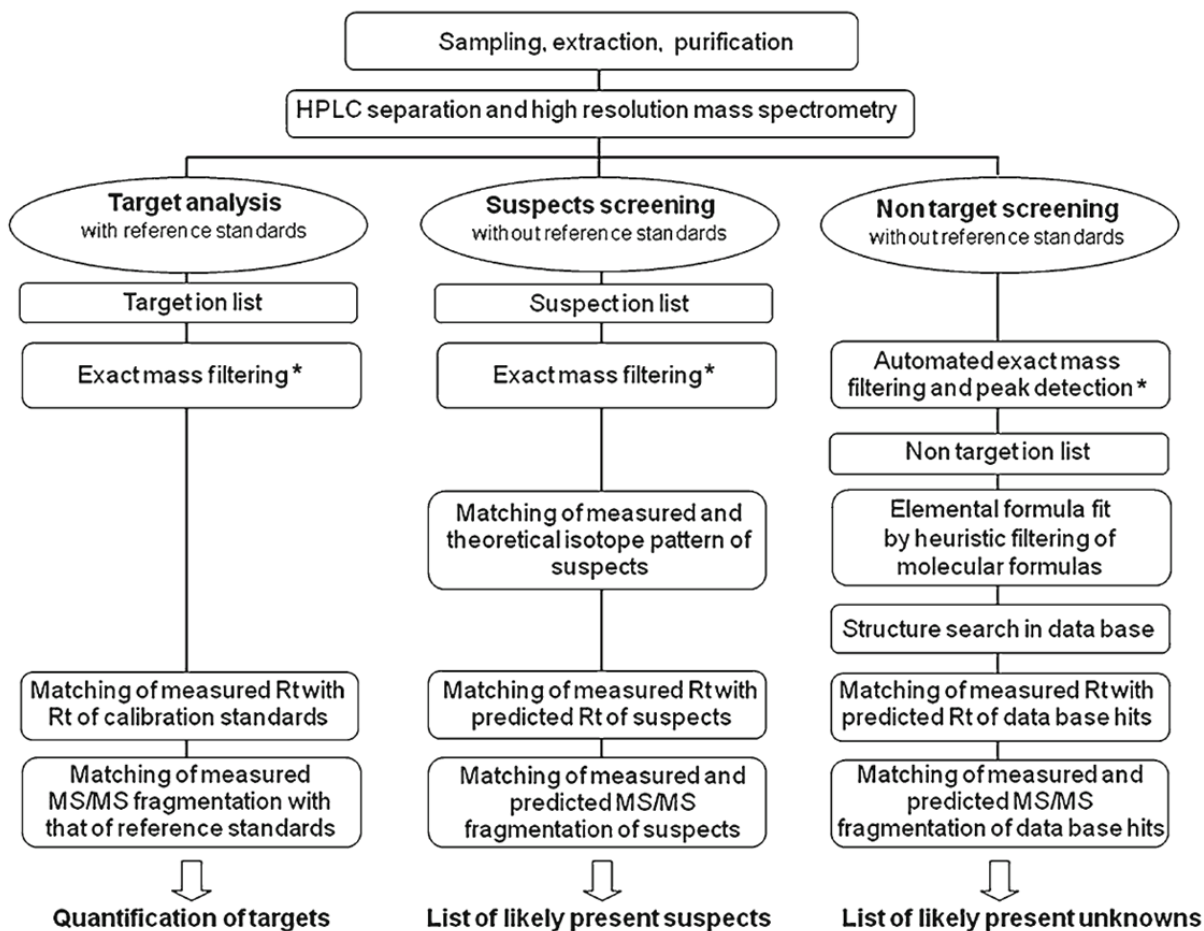 Sampling, extraction, purification
HPLC separation and high resolution mass spectrometry
Target analysis
with reference standards
Target ion list
Exact mass filtering*
Matching of measured Rt with
Rt of calibration standards
Matching of measured
MS/MS fragmentation with
that of reference standards
Quantification of targets
Suspects screening
without reference standards
Suspect ion list
Exact mass filtering*
Matching of measured and
theoretical isotope pattern of
suspects
Matching of measured Rt with
predicted Rt of suspects
Matching of measured and
predicted MS/MS
fragmentation of suspects
List of likely present suspects
Non target screening
without reference standards
Automated exact mass
filtering and peak detection*
Non target ion list
Elemental formula fit
by heuristic filtering of
molecular formulas
Structure search in data base
Matching of measured Rt with
predicted Rt of data base hits
Matching of measured and
predicted MS/MS
fragmentation of data base hits
List of likely present unknowns